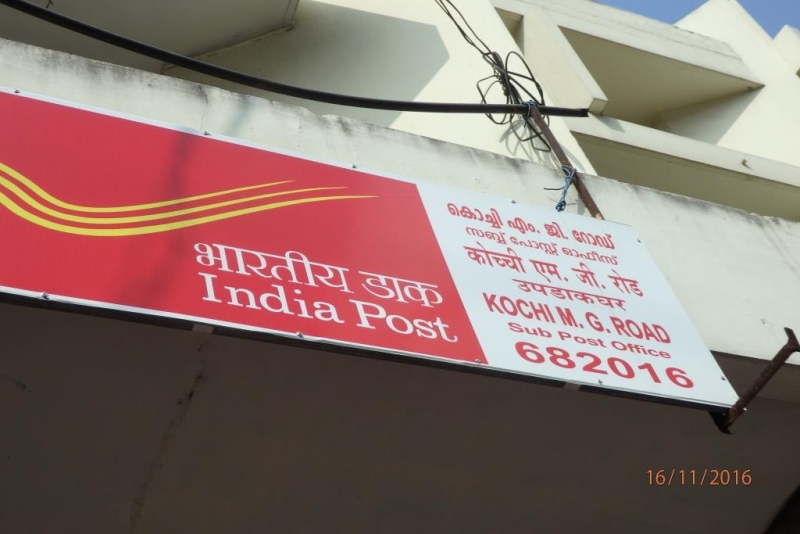 भारतीय डाक
India Post
കൊച്ചി എം. ജി. റോഡ്
സബ്ബ് പോസ്റ്റ് ഓഫീസ്
कोच्ची एम. जी. रोड
उपडाकघर
KOCHI M. G. ROAD
Sub Post Office
682016
16/11/2016